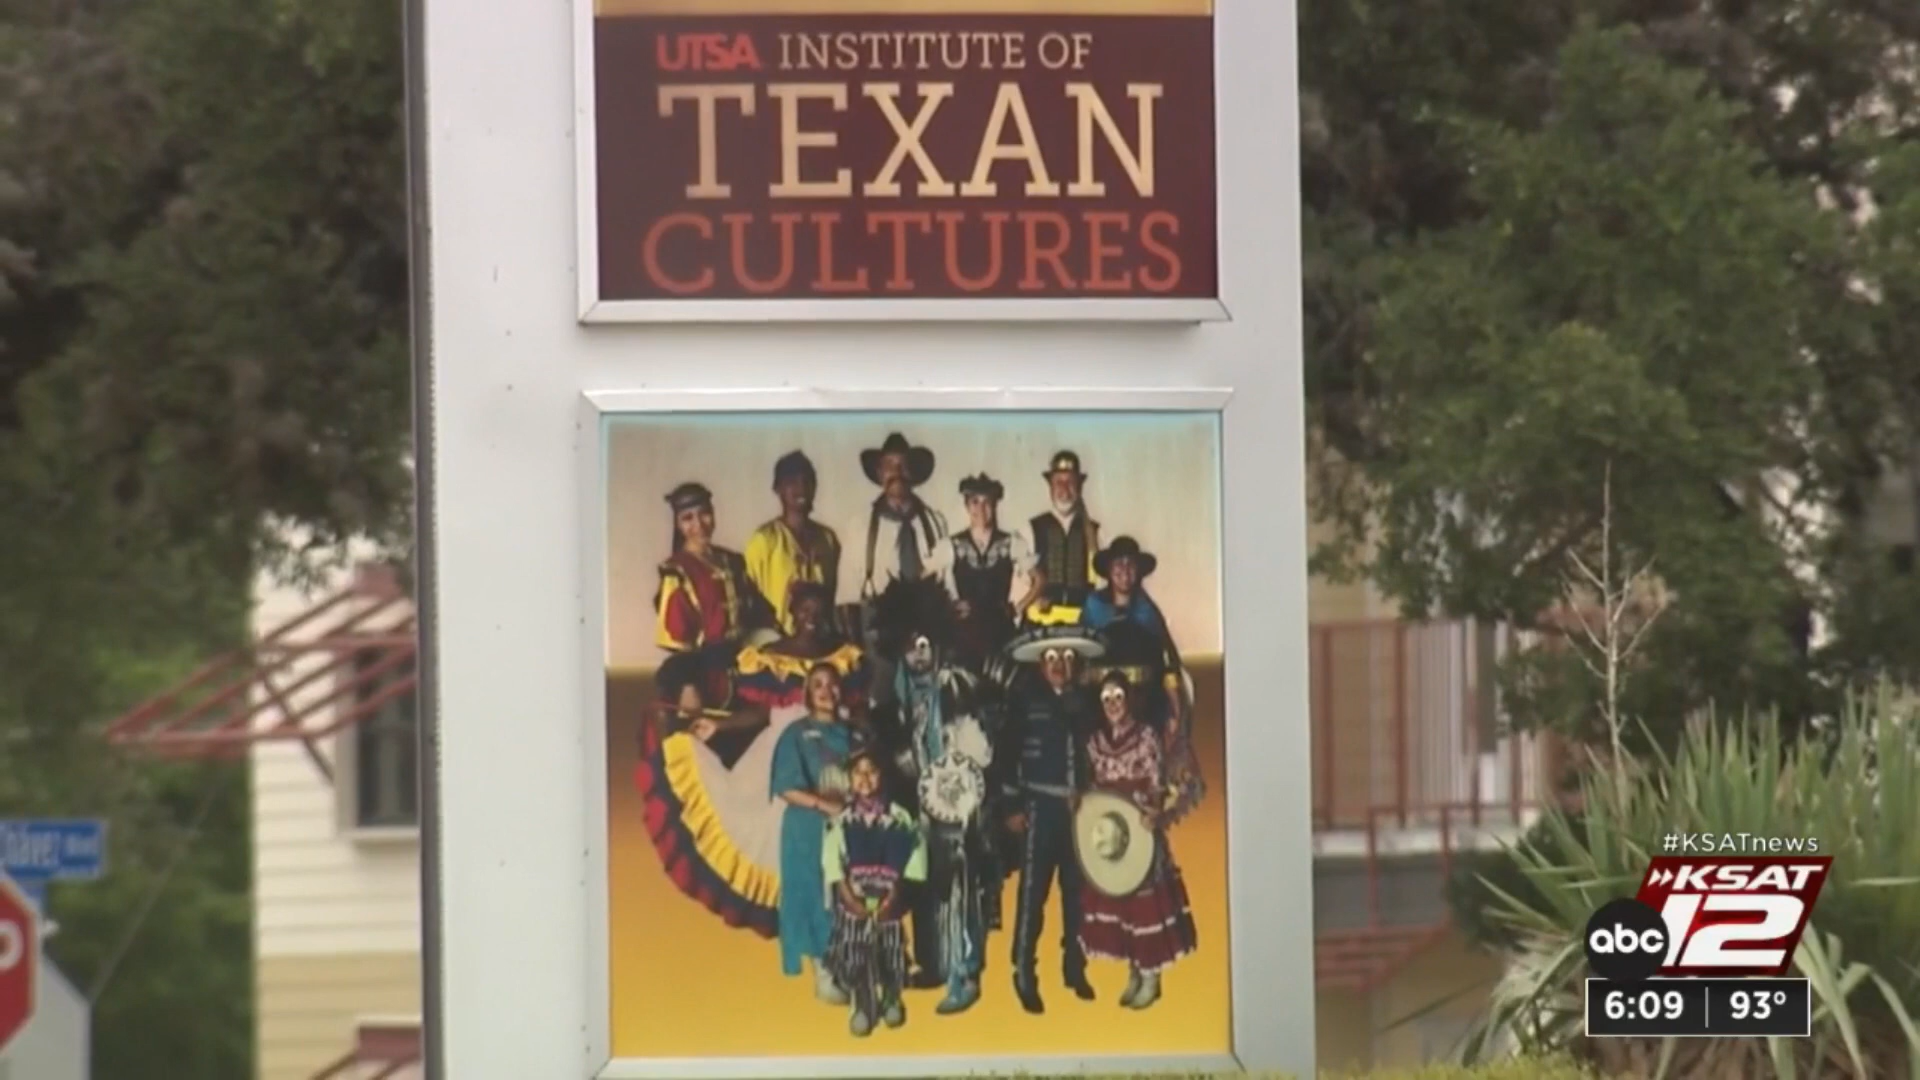 UTSA INSTITUTE OF
TEXAN
CULTURES
#KSATnews
KSAT
abc 12
6:09 93°